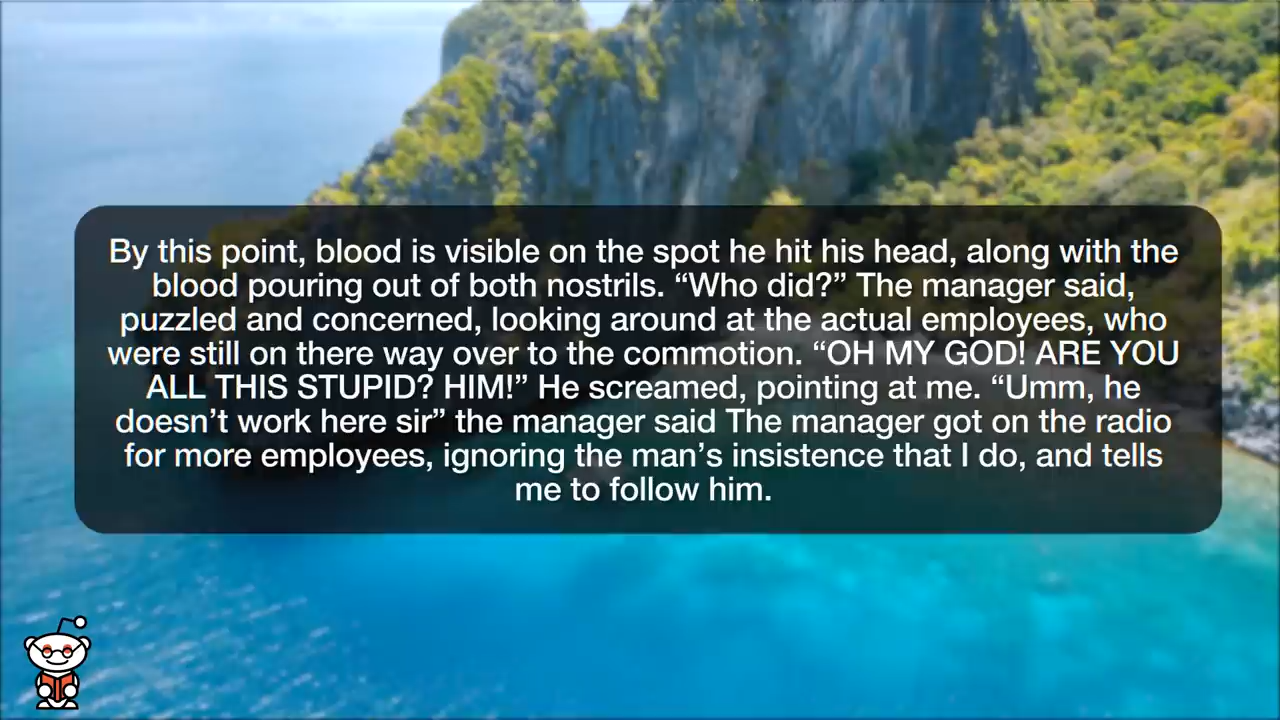 By this point, blood is visible on the spot he hit his head, along with the
blood pouring out of both nostrils. “Who did?” The manager said,
puzzled and concerned, looking around at the actual employees, who
were still on there way over to the commotion. “OH MY GOD! ARE YOU
ALL THIS STUPID? HIM!” He screamed, pointing at me. “Umm, he
doesn’t work here sir” the manager said The manager got on the radio
for more employees, ignoring the man’s insistence that I do, and tells
me to follow him.